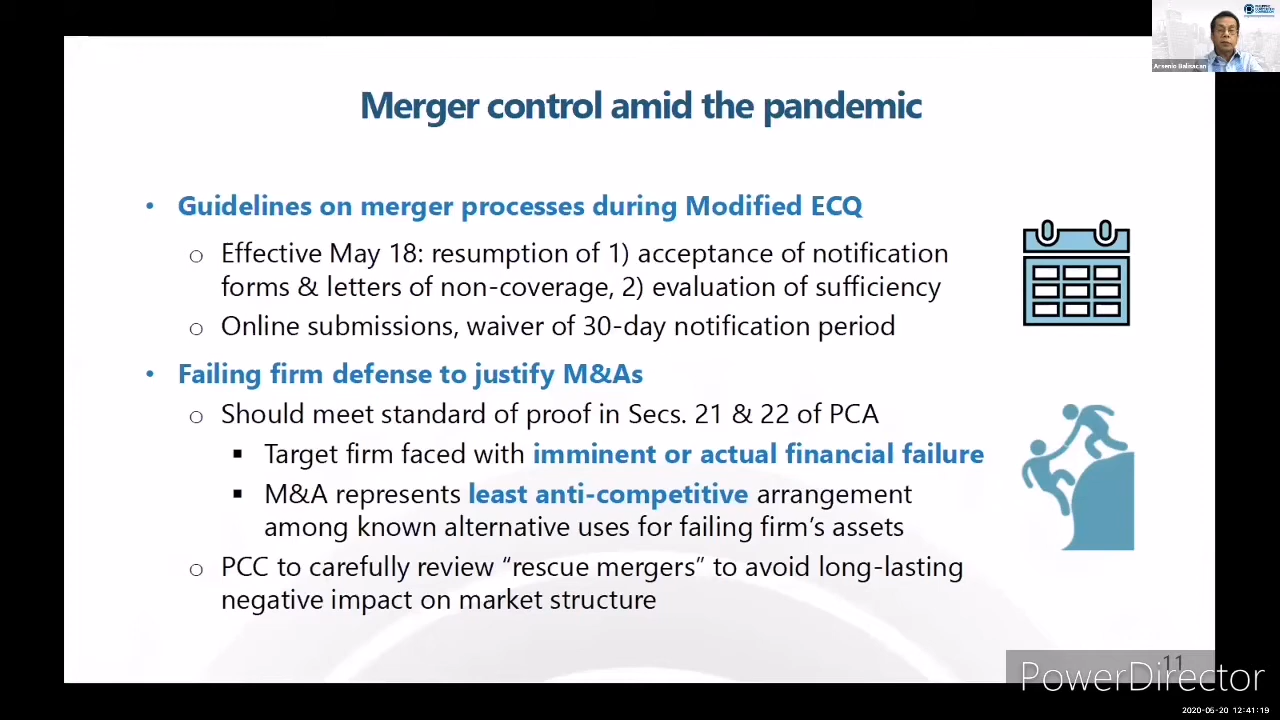 PHILIPPINE COMPETITION COMMISSION
Arsenio Balisacan
Merger control amid the pandemic
• Guidelines on merger processes during Modified ECQ
o Effective May 18: resumption of 1) acceptance of notification
forms & letters of non-coverage, 2) evaluation of sufficiency
o Online submissions, waiver of 30-day notification period
• Failing firm defense to justify M&As
o Should meet standard of proof in Secs. 21 & 22 of PCA
▪ Target firm faced with imminent or actual financial failure
▪ M&A represents least anti-competitive arrangement
among known alternative uses for failing firm’s assets
o PCC to carefully review “rescue mergers” to avoid long-lasting
negative impact on market structure
11
PowerDirector
2020-05-20 12:41:19